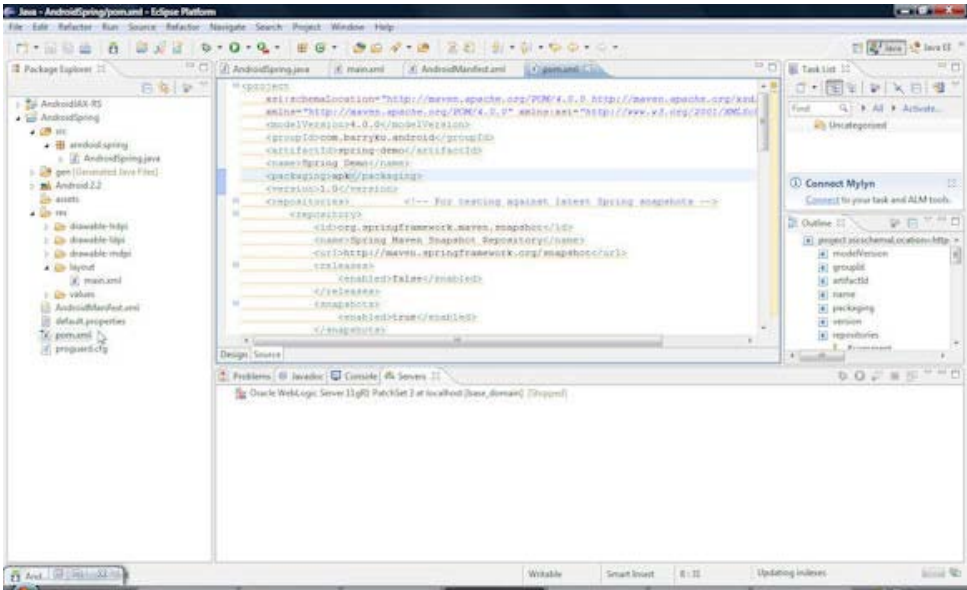 Java - AndroidSpring/pom.xml - Eclipse Platform
File Edit Refactor Run Source Refactor Navigate Search Project Window Help
Java
Java EE
Package Explorer
AndroidJAX-RS
AndroidSpring
src
android.spring
AndroidSpring.java
gen [Generated Java Files]
Android 2.2
assets
res
drawable-hdpi
drawable-ldpi
drawable-mdpi
layout
main.xml
values
AndroidManifest.xml
default.properties
pom.xml
proguard.cfg
AndroidSpring.java main.xml AndroidManifest.xml pom.xml
<project
xsi:schemaLocation="http://maven.apache.org/POM/4.0.0 http://maven.apache.org/xsd
xmlns="http://maven.apache.org/POM/4.0.0" xmlns:xsi="http://www.w3.org/2001/XMLSc
<modelVersion>4.0.0</modelVersion>
<groupId>com.barryku.android</groupId>
<artifactId>spring-demo</artifactId>
<name>Spring Demo</name>
<packaging>apk</packaging>
<version>1.0</version>
<repositories> <!-- For testing against latest Spring snapshots -->
<repository>
<id>org.springframework.maven.snapshot</id>
<name>Spring Maven Snapshot Repository</name>
<url>http://maven.springframework.org/snapshot</url>
<releases>
<enabled>false</enabled>
</releases>
<snapshots>
<enabled>true</enabled>
</snapshots>
Design Source
Task List
Find All Activate...
Uncategorized
Connect Mylyn
Connect to your task and ALM tools.
Outline
project xsi:schemaLocation=http:
modelVersion
groupId
artifactId
name
packaging
version
repositories
Problems Javadoc Console Servers
Oracle WebLogic Server 11gR1 PatchSet 2 at localhost [base_domain] [Stopped]
Writable Smart Insert Updating indexes